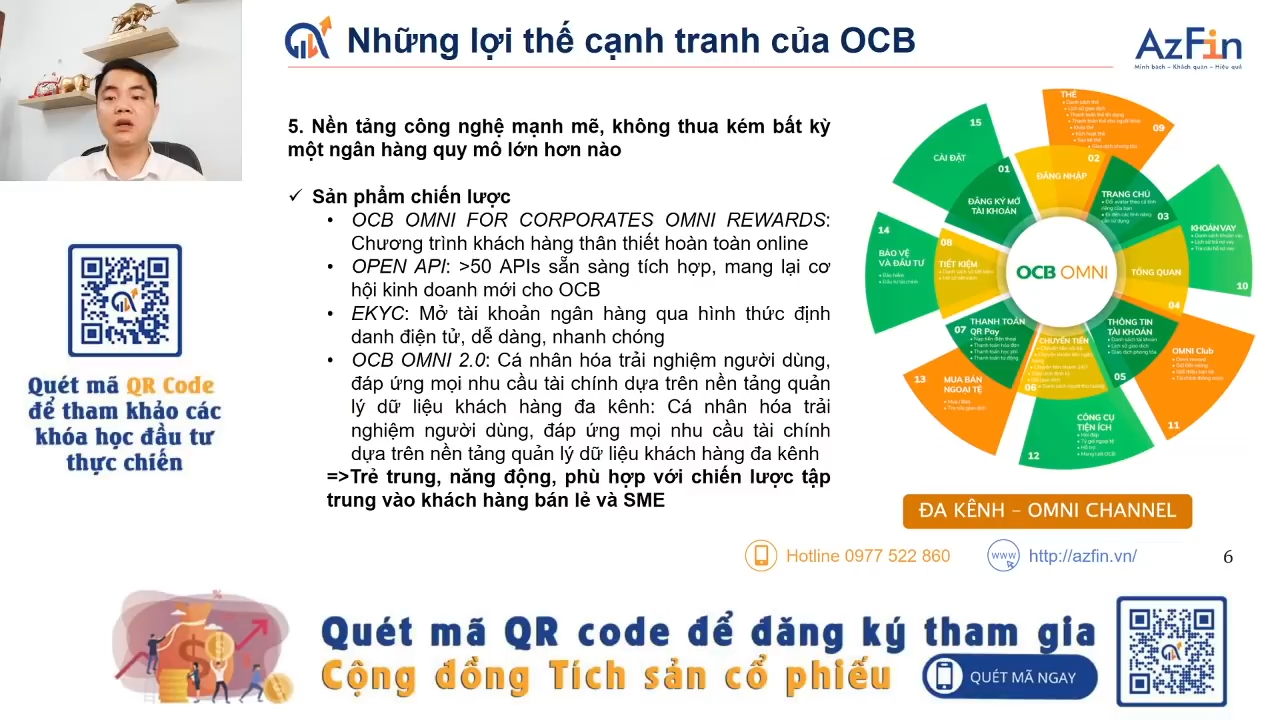 Những lợi thế cạnh tranh của OCB
AzFin
Minh bạch – Khách quan – Hiệu quả
5. Nền tảng công nghệ mạnh mẽ, không thua kém bất kỳ
một ngân hàng quy mô lớn hơn nào
✓ Sản phẩm chiến lược
• OCB OMNI FOR CORPORATES OMNI REWARDS:
Chương trình khách hàng thân thiết hoàn toàn online
• OPEN API: >50 APIs sẵn sàng tích hợp, mang lại cơ
hội kinh doanh mới cho OCB
• EKYC: Mở tài khoản ngân hàng qua hình thức định
danh điện tử, dễ dàng, nhanh chóng
• OCB OMNI 2.0: Cá nhân hóa trải nghiệm người dùng,
đáp ứng mọi nhu cầu tài chính dựa trên nền tảng quản
lý dữ liệu khách hàng đa kênh: Cá nhân hóa trải
nghiệm người dùng, đáp ứng mọi nhu cầu tài chính
dựa trên nền tảng quản lý dữ liệu khách hàng đa kênh
=>Trẻ trung, năng động, phù hợp với chiến lược tập
trung vào khách hàng bán lẻ và SME
Quét mã QR Code
để tham khảo các
khóa học đầu tư
thực chiến
OCB OMNI
01
ĐĂNG KÝ MỞ
TÀI KHOẢN
02
ĐĂNG NHẬP
TRANG CHỦ
03
TỔNG QUAN
04
THÔNG TIN
TÀI KHOẢN
05
CHUYỂN TIỀN
06
07
THANH TOÁN
QR Pay
08
TIẾT KIỆM
THẺ
09
KHOẢN VAY
10
OMNI Club
11
CÔNG CỤ
TIỆN ÍCH
12
13
MUA BÁN
NGOẠI TỆ
14
BẢO VỆ
VÀ ĐẦU TƯ
15
CÀI ĐẶT
ĐA KÊNH – OMNI CHANNEL
Hotline 0977 522 860
www
http://azfin.vn/
6
Quét mã QR code để đăng ký tham gia
Cộng đồng Tích sản cổ phiếu
QUÉT MÃ NGAY